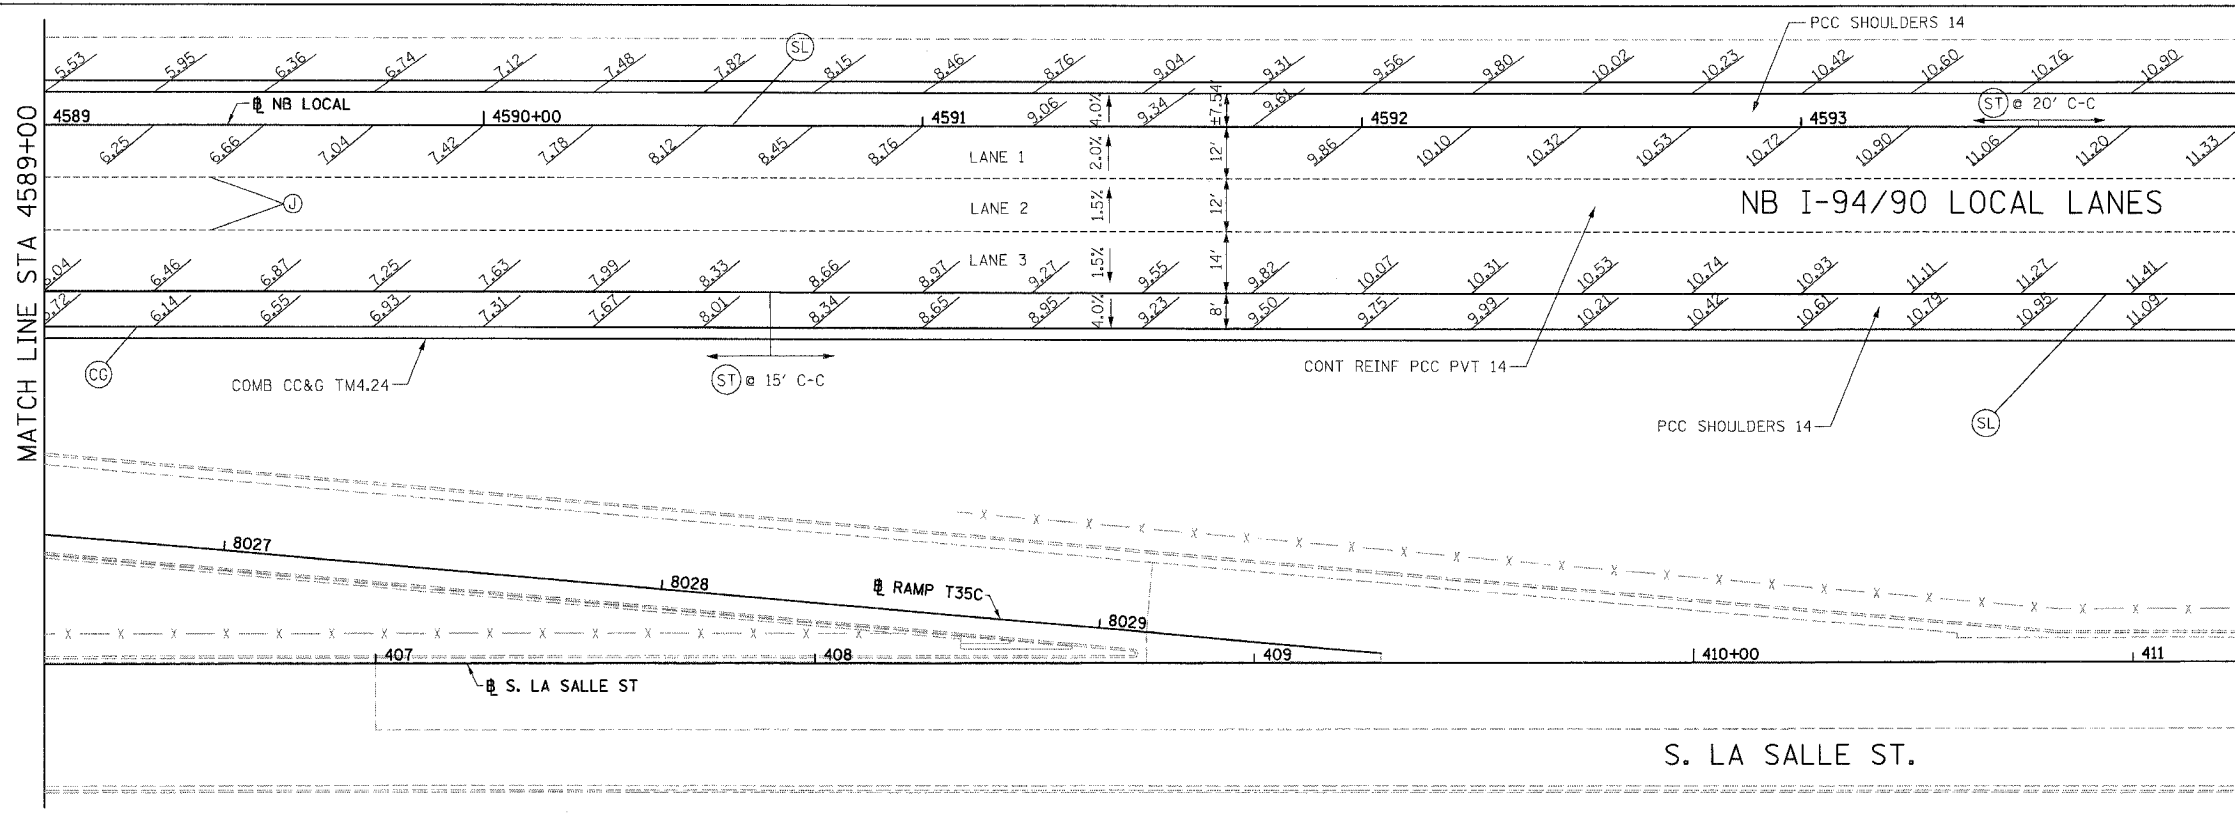 PCC SHOULDERS 14
5.53 5.95 6.36 6.74 7.12 7.48 7.82 SL 8.15 8.46 8.76 9.04 9.31 9.56 9.80 10.02 10.23 10.42 10.60 10.76 10.90
℄ NB LOCAL
4589 4590+00 4591 9.06 4.0% 9.34 ±7.54' 9.61 4592 4593 ST @ 20' C-C
6.25 6.66 7.04 7.42 7.78 8.12 8.45 8.76 LANE 1 2.0% 12' 9.86 10.10 10.32 10.53 10.72 10.90 11.06 11.20 11.33
J LANE 2 1.5% 12' NB I-94/90 LOCAL LANES
6.46 6.87 7.25 7.63 7.99 8.33 8.66 8.97 LANE 3 9.27 1.5% 9.55 14' 9.82 10.07 10.31 10.53 10.74 10.93 11.11 11.27 11.41
6.14 6.55 6.93 7.31 7.67 8.01 8.34 8.65 8.95 4.0% 9.23 8' 9.50 9.75 9.99 10.21 10.42 10.61 10.79 10.95 11.09
MATCH LINE STA 4589+00
CG COMB CC&G TM4.24 ST @ 15' C-C CONT REINF PCC PVT 14
PCC SHOULDERS 14 SL
8027
8028 ℄ RAMP T35C
8029
407 408 409 410+00 411
℄ S. LA SALLE ST
S. LA SALLE ST.